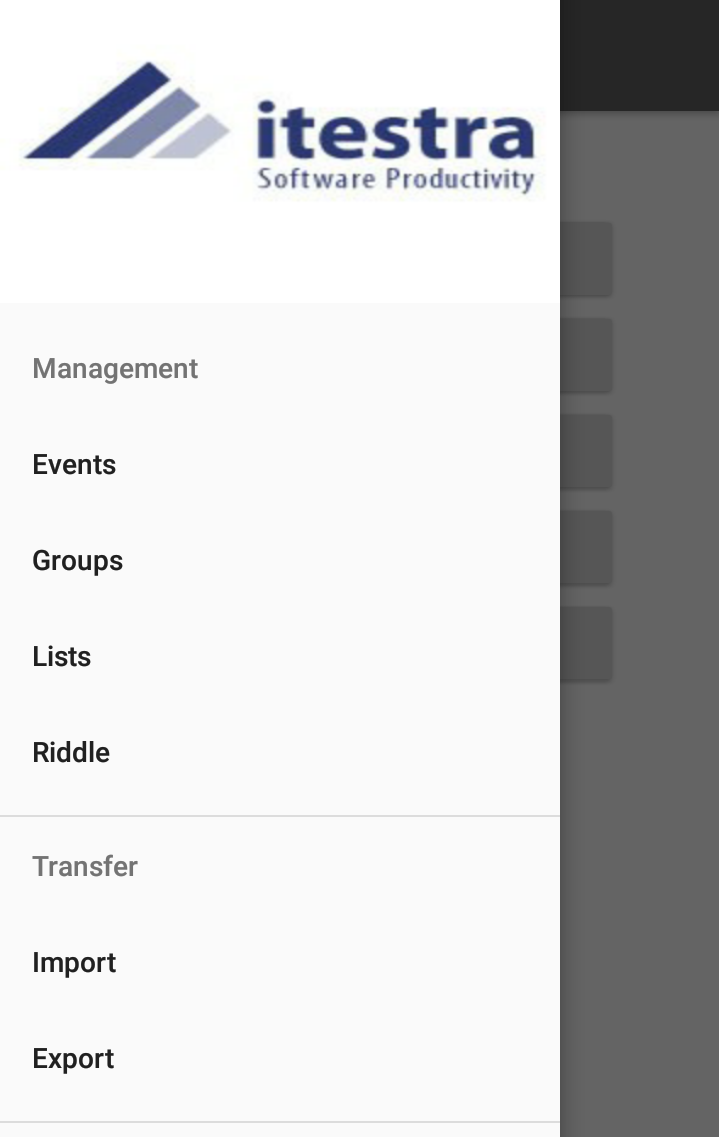 itestra
Software Productivity
Management
Events
Groups
Lists
Riddle
Transfer
Import
Export